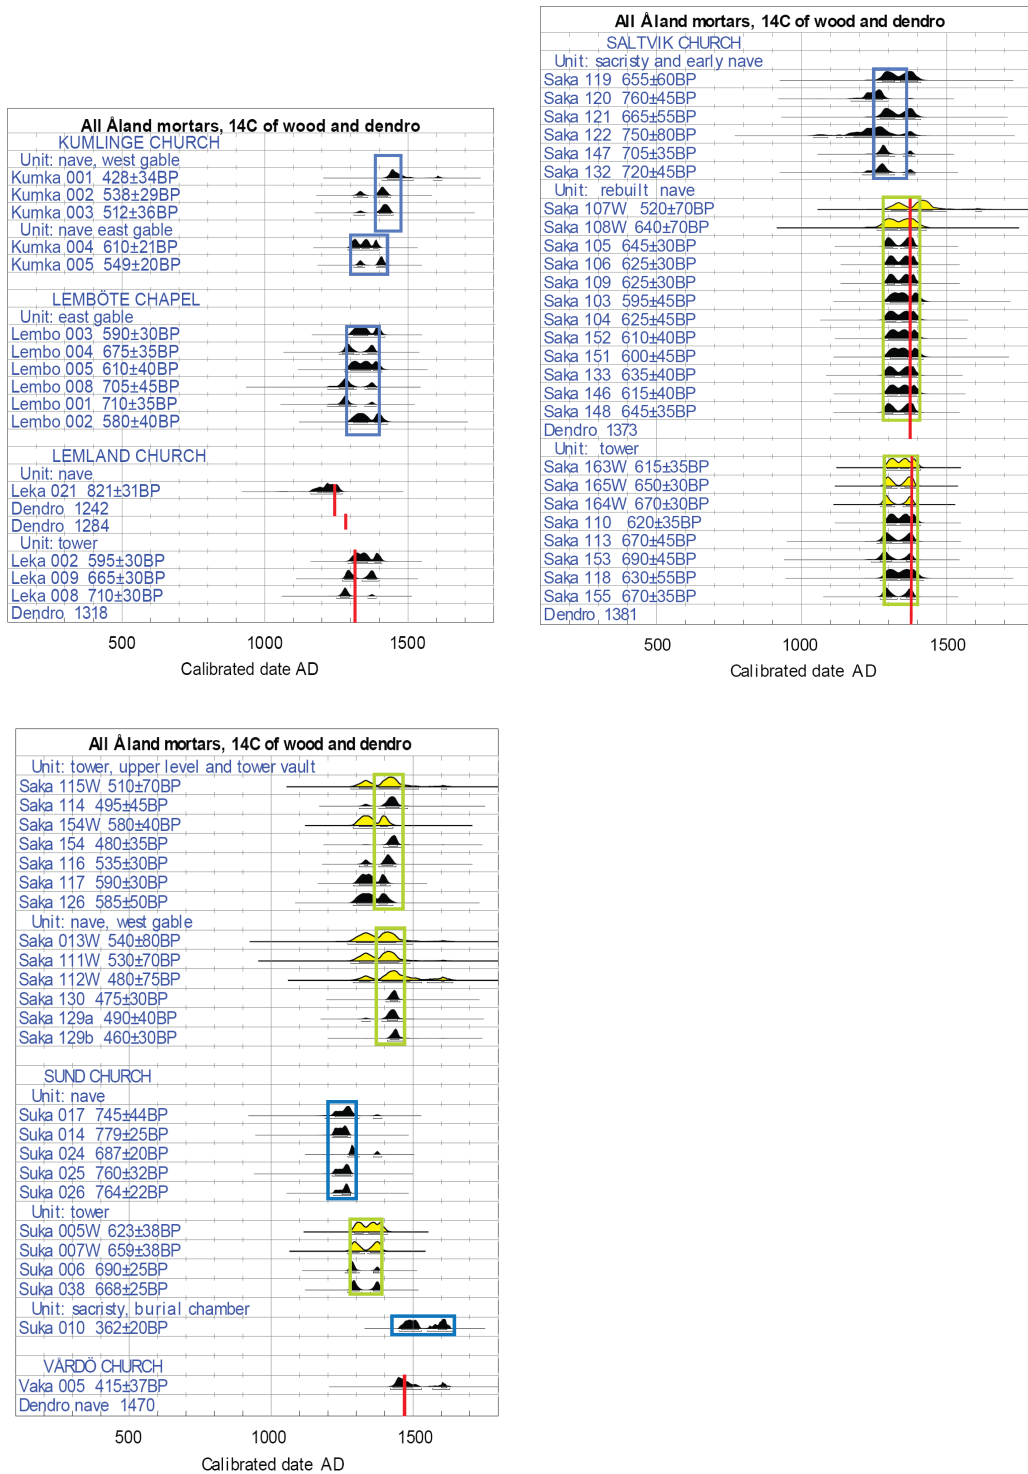 All Åland mortars, 14C of wood and dendro
KUMLINGE CHURCH
Unit: nave, west gable
Kumka 001 428±34BP
Kumka 002 538±29BP
Kumka 003 512±36BP
Unit: nave east gable
Kumka 004 610±21BP
Kumka 005 549±20BP
LEMBÖTE CHAPEL
Unit: east gable
Lembo 003 590±30BP
Lembo 004 675±35BP
Lembo 005 610±40BP
Lembo 008 705±45BP
Lembo 001 710±35BP
Lembo 002 580±40BP
LEMLAND CHURCH
Unit: nave
Leka 021 821±31BP
Dendro 1242
Dendro 1284
Unit: tower
Leka 002 595±30BP
Leka 009 665±30BP
Leka 008 710±30BP
Dendro 1318
500 1000 1500
Calibrated date AD
All Åland mortars, 14C of wood and dendro
SALTVIK CHURCH
Unit: sacristy and early nave
Saka 119 655±60BP
Saka 120 760±45BP
Saka 121 665±55BP
Saka 122 750±80BP
Saka 147 705±35BP
Saka 132 720±45BP
Unit: rebuilt nave
Saka 107W 520±70BP
Saka 108W 640±70BP
Saka 105 645±30BP
Saka 106 625±30BP
Saka 109 625±30BP
Saka 103 595±45BP
Saka 104 625±45BP
Saka 152 610±40BP
Saka 151 600±45BP
Saka 133 635±40BP
Saka 146 615±40BP
Saka 148 645±35BP
Dendro 1373
Unit: tower
Saka 163W 615±35BP
Saka 165W 650±30BP
Saka 164W 670±30BP
Saka 110 620±35BP
Saka 113 670±45BP
Saka 153 690±45BP
Saka 118 630±55BP
Saka 155 670±35BP
Dendro 1381
500 1000 1500
Calibrated date AD
All Åland mortars, 14C of wood and dendro
Unit: tower, upper level and tower vault
Saka 115W 510±70BP
Saka 114 495±45BP
Saka 154W 580±40BP
Saka 154 480±35BP
Saka 116 535±30BP
Saka 117 590±30BP
Saka 126 585±50BP
Unit: nave, west gable
Saka 013W 540±80BP
Saka 111W 530±70BP
Saka 112W 480±75BP
Saka 130 475±30BP
Saka 129a 490±40BP
Saka 129b 460±30BP
SUND CHURCH
Unit: nave
Suka 017 745±44BP
Suka 014 779±25BP
Suka 024 687±20BP
Suka 025 760±32BP
Suka 026 764±22BP
Unit: tower
Suka 005W 623±38BP
Suka 007W 659±38BP
Suka 006 690±25BP
Suka 038 668±25BP
Unit: sacristy, burial chamber
Suka 010 362±20BP
VÅRDÖ CHURCH
Vaka 005 415±37BP
Dendro nave 1470
500 1000 1500
Calibrated date AD